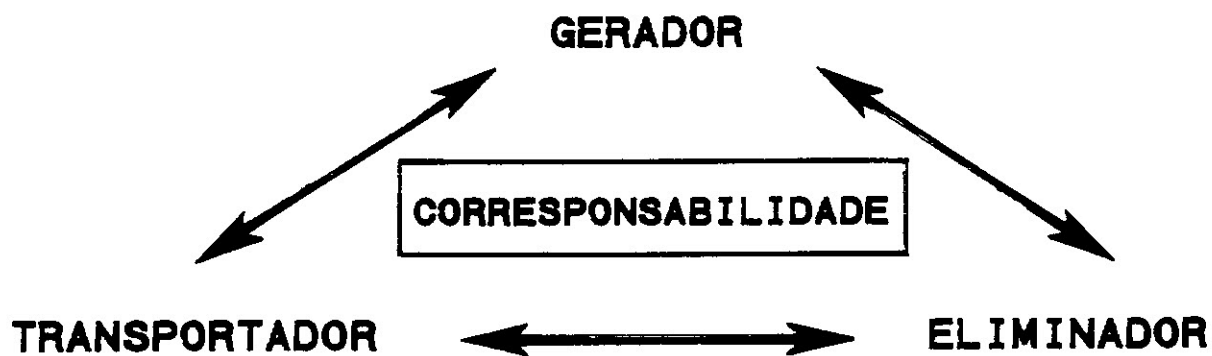 GERADOR
CORRESPONSABILIDADE
TRANSPORTADOR
ELIMINADOR